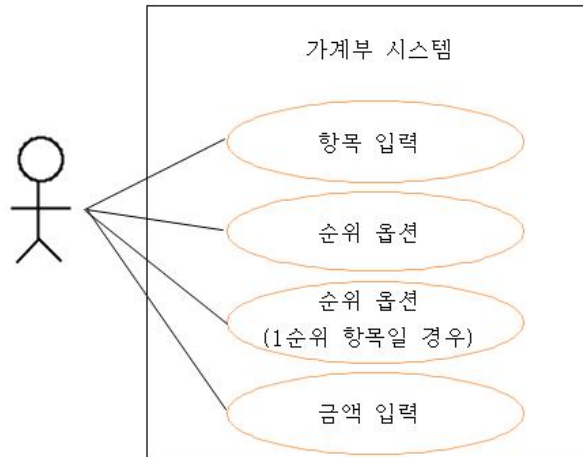 가계부 시스템
항목 입력
순위 옵션
순위 옵션
(1순위 항목일 경우)
금액 입력